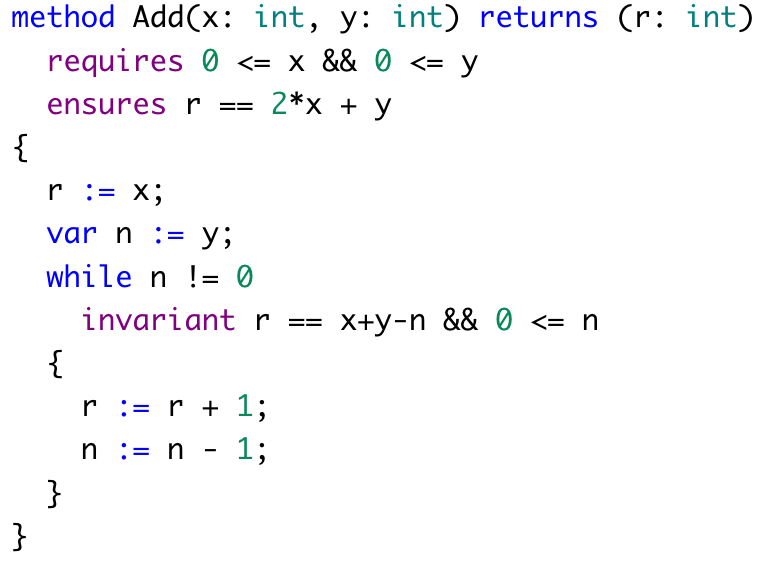 method Add(x: int, y: int) returns (r: int)
  requires 0 <= x && 0 <= y
  ensures r == 2*x + y
{
  r := x;
  var n := y;
  while n != 0
    invariant r == x+y-n && 0 <= n
  {
    r := r + 1;
    n := n - 1;
  }
}